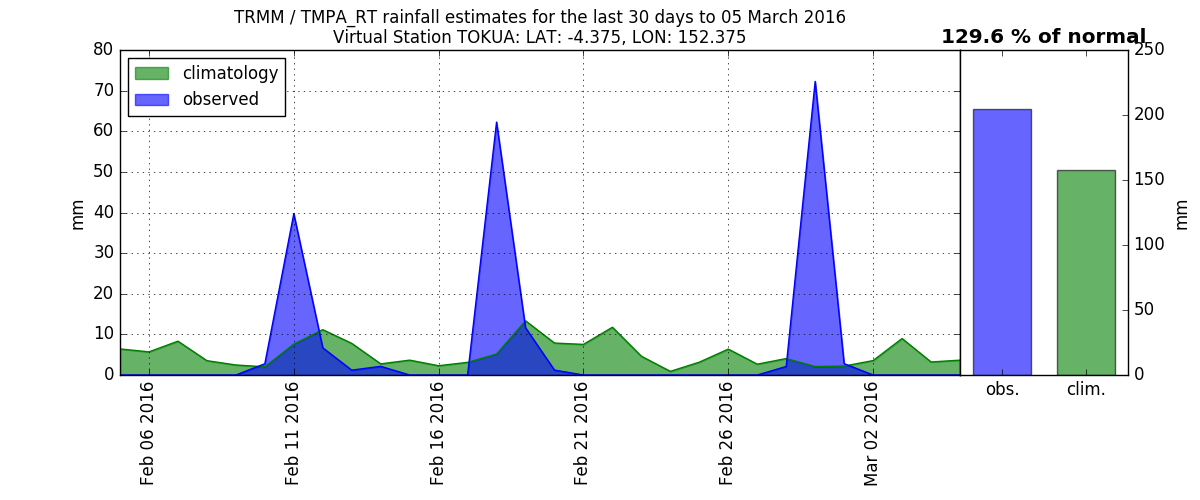 TRMM / TMPA_RT rainfall estimates for the last 30 days to 05 March 2016
Virtual Station TOKUA: LAT: -4.375, LON: 152.375
129.6 % of normal
climatology
observed
80
70
60
50
40
30
20
10
0
mm
Feb 06 2016
Feb 11 2016
Feb 16 2016
Feb 21 2016
Feb 26 2016
Mar 02 2016
250
200
150
100
50
0
mm
obs.
clim.